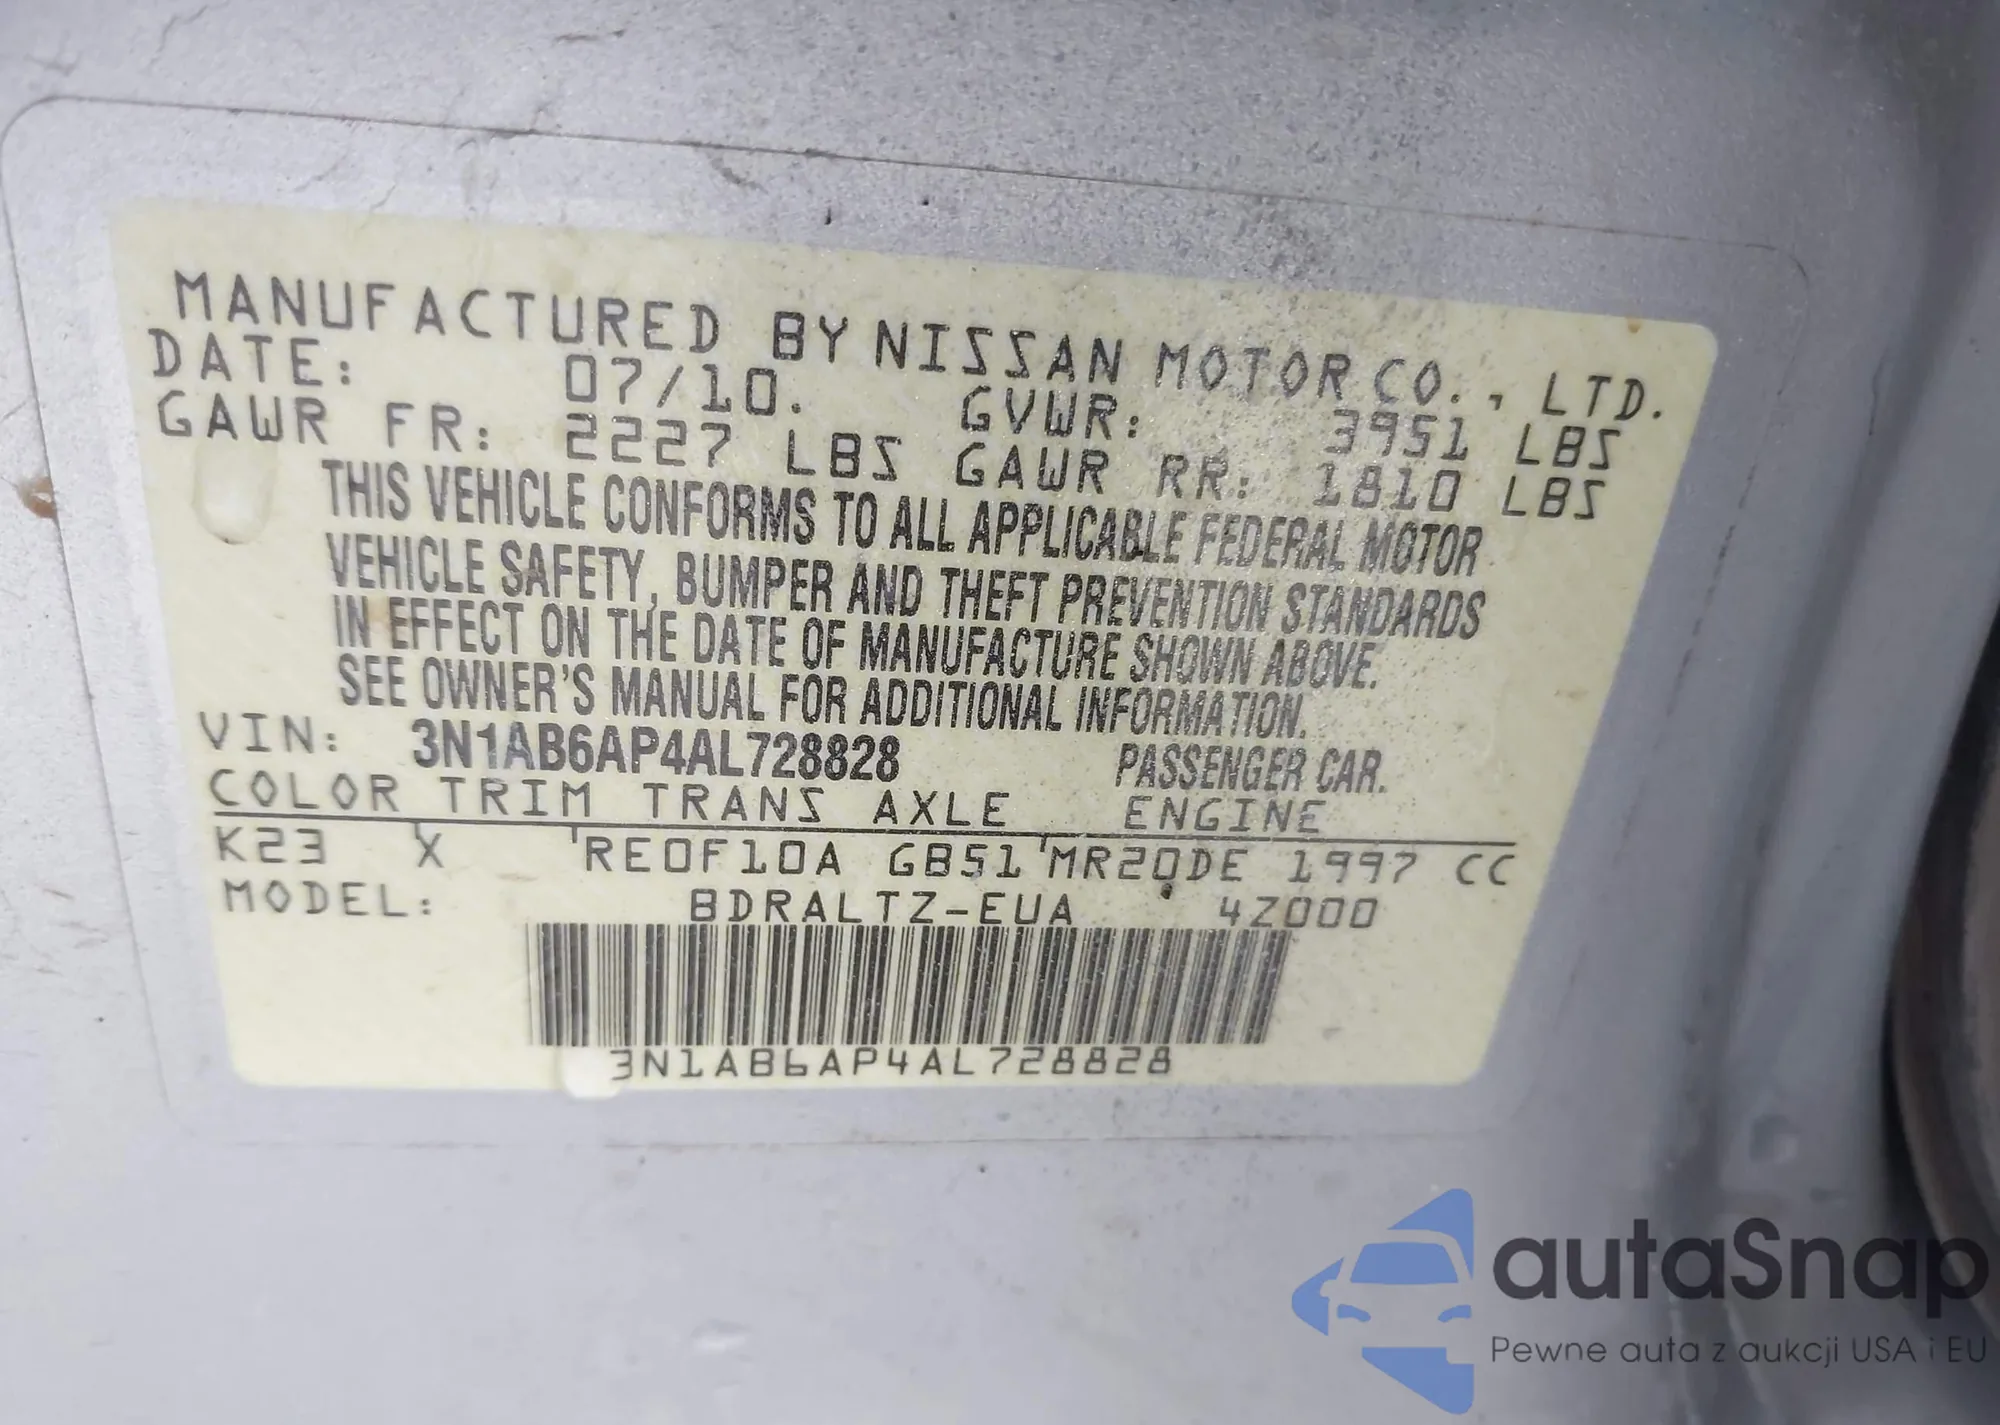 MANUFACTURED BY NISSAN MOTOR CO., LTD.
DATE: 07/10. GVWR: 3951 LBS
GAWR FR: 2227 LBS GAWR RR: 1810 LBS
THIS VEHICLE CONFORMS TO ALL APPLICABLE FEDERAL MOTOR
VEHICLE SAFETY, BUMPER AND THEFT PREVENTION STANDARDS
IN EFFECT ON THE DATE OF MANUFACTURE SHOWN ABOVE.
SEE OWNER'S MANUAL FOR ADDITIONAL INFORMATION.
VIN: 3N1AB6AP4AL728828 PASSENGER CAR.
COLOR TRIM TRANS AXLE ENGINE
K23 X RE0F10A GB51 MR20DE 1997 CC
MODEL: BDRALTZ-EUA 4Z000
3N1AB6AP4AL728828
autaSnap
Pewne auta z aukcji USA i EU